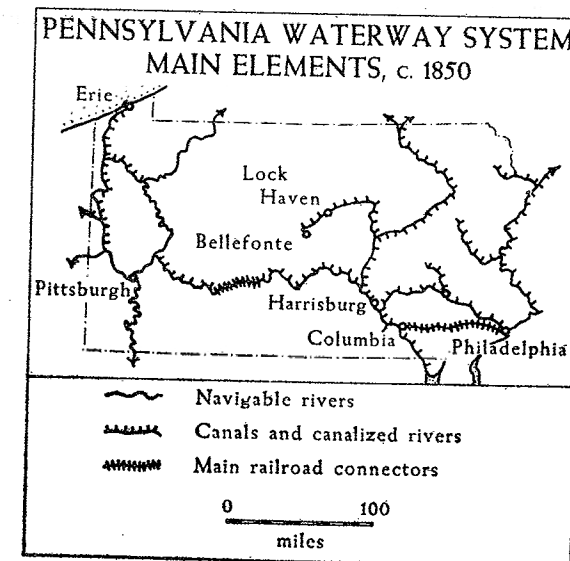 PENNSYLVANIA WATERWAY SYSTEM
MAIN ELEMENTS, c. 1850
Erie
Lock
Haven
Bellefonte
Pittsburgh
Harrisburg
Columbia
Philadelphia
Navigable rivers
Canals and canalized rivers
Main railroad connectors
0 100
miles